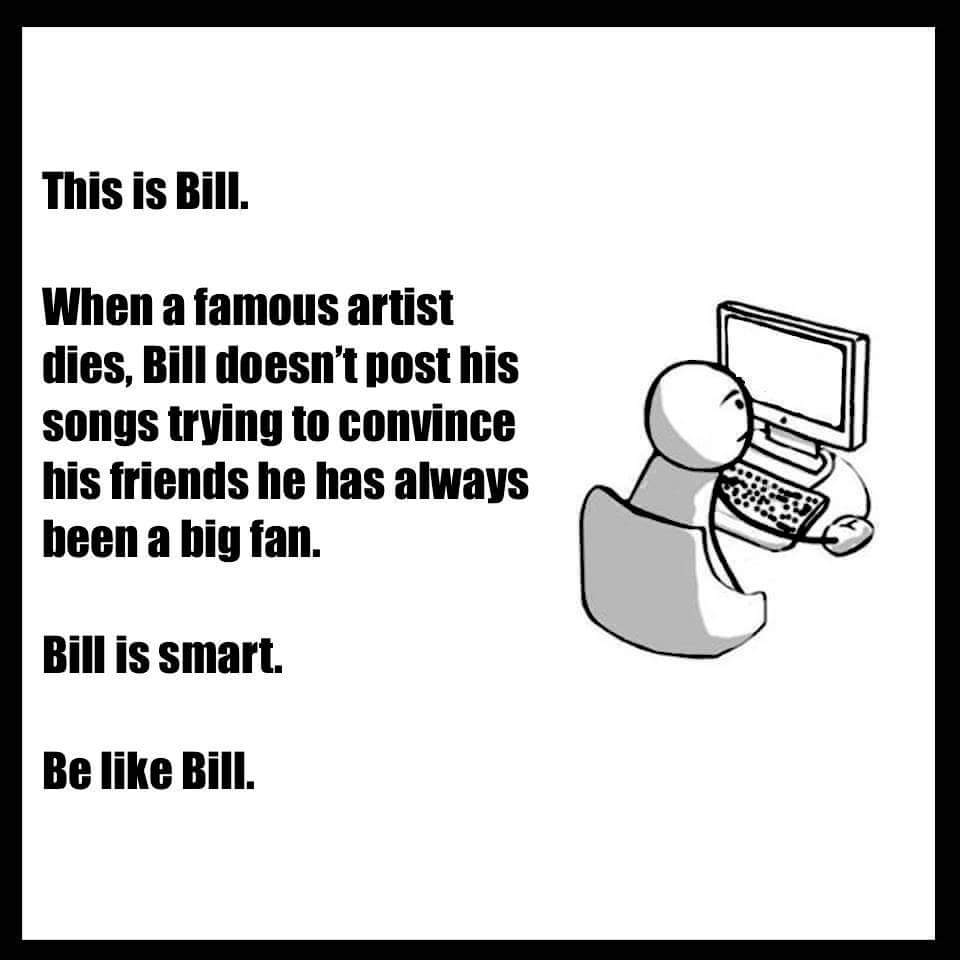 This is Bill.
When a famous artist
dies, Bill doesn’t post his
songs trying to convince
his friends he has always
been a big fan.
Bill is smart.
Be like Bill.